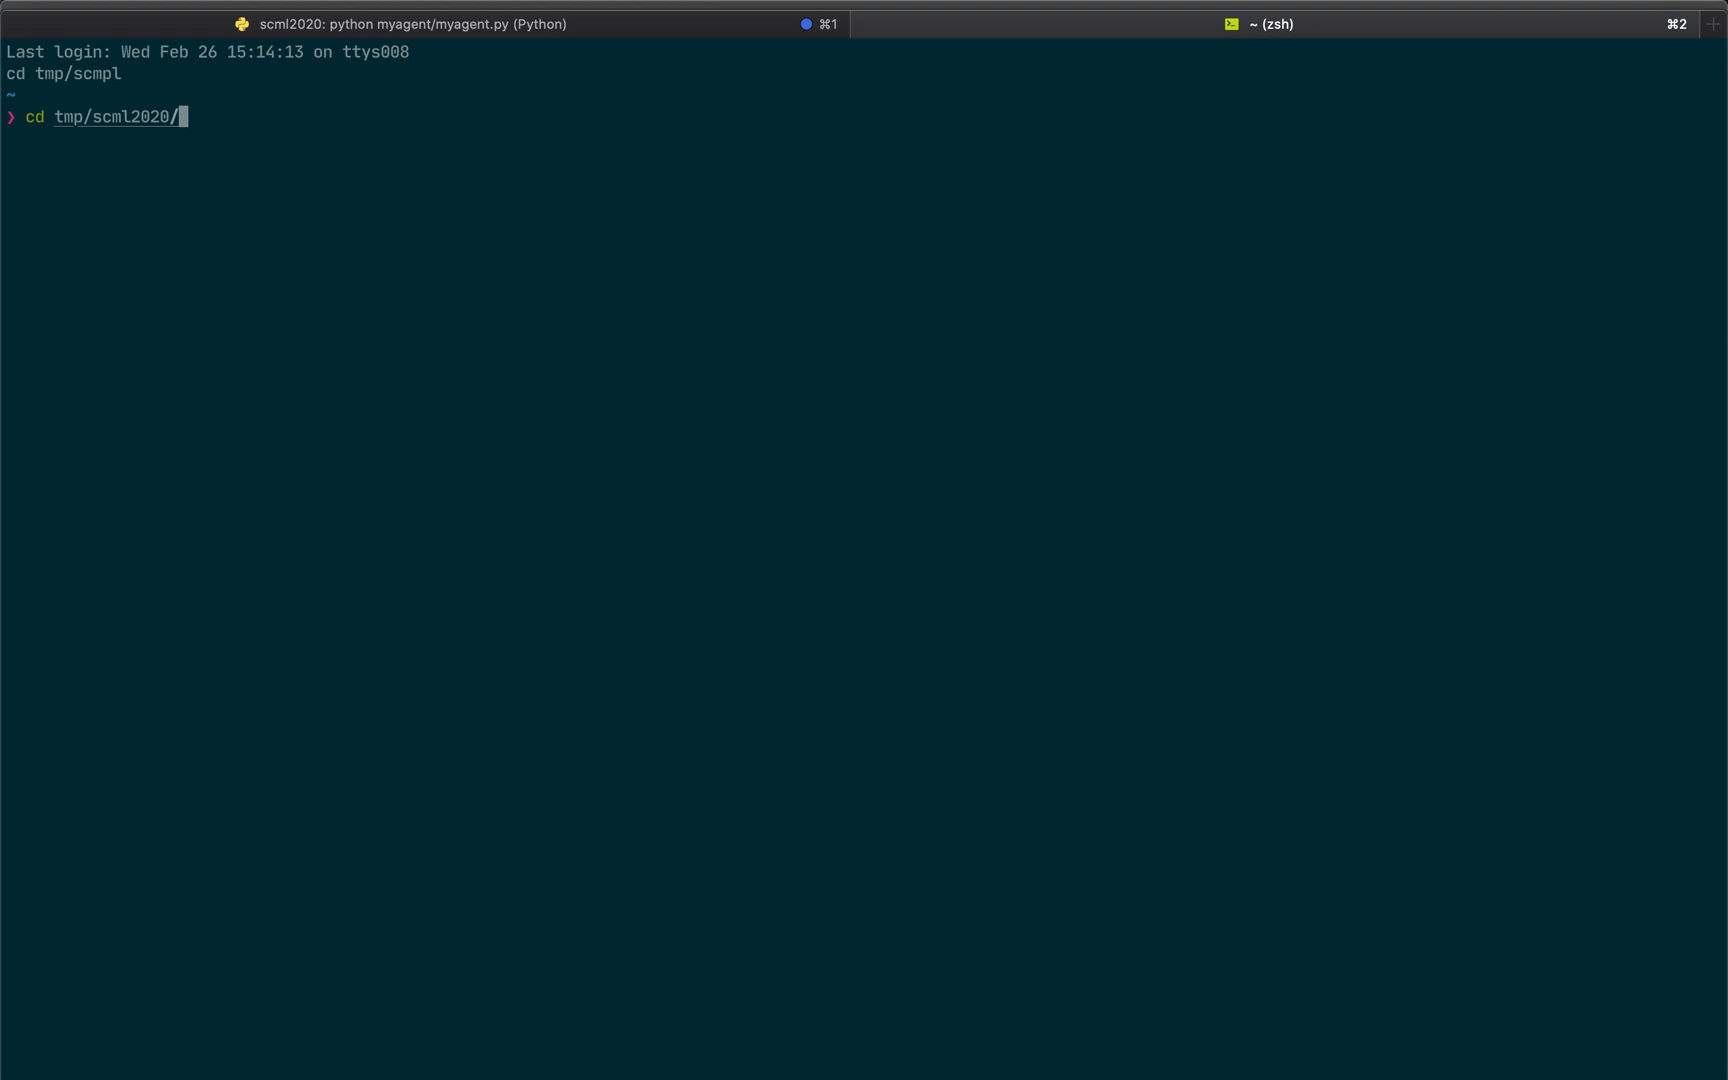 scml2020: python myagent/myagent.py (Python) ⌘1 ~ (zsh) ⌘2
Last login: Wed Feb 26 15:14:13 on ttys008
cd tmp/scmpl
~
❯ cd tmp/scml2020/